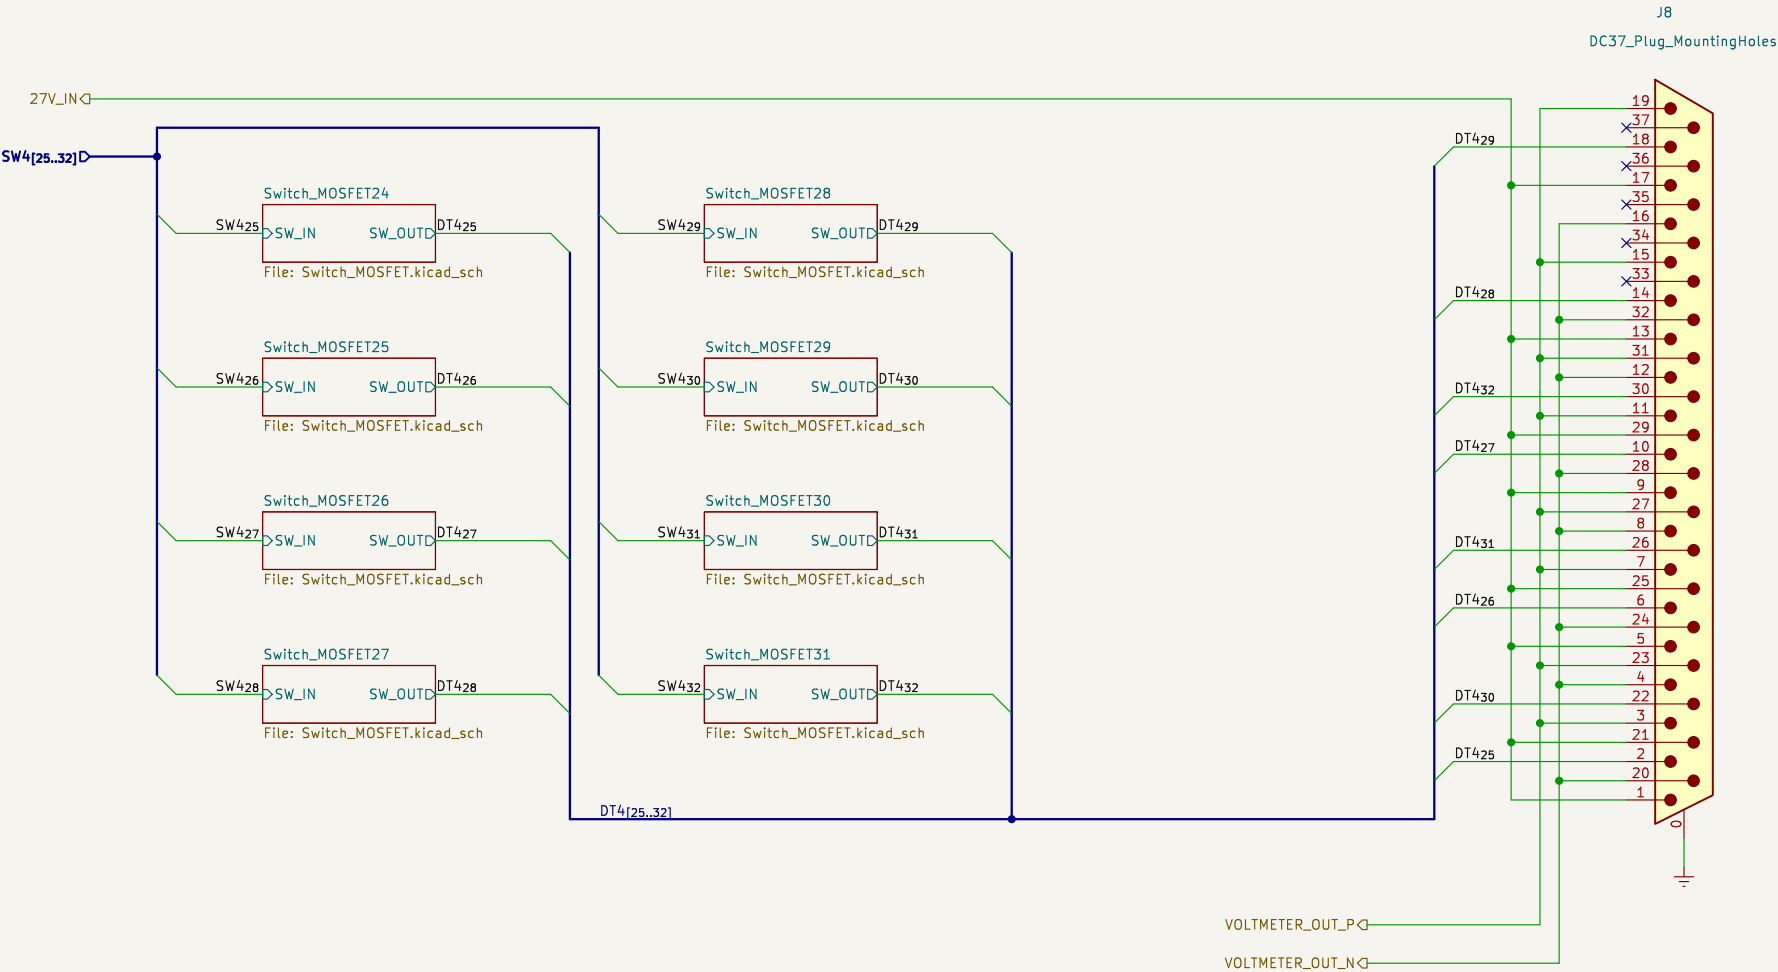 J8
DC37_Plug_MountingHoles
27V_IN
SW4[25..32]
Switch_MOSFET24
SW425
SW_IN
SW_OUT
DT425
File: Switch_MOSFET.kicad_sch
Switch_MOSFET28
SW429
SW_IN
SW_OUT
DT429
File: Switch_MOSFET.kicad_sch
Switch_MOSFET25
SW426
SW_IN
SW_OUT
DT426
File: Switch_MOSFET.kicad_sch
Switch_MOSFET29
SW430
SW_IN
SW_OUT
DT430
File: Switch_MOSFET.kicad_sch
Switch_MOSFET26
SW427
SW_IN
SW_OUT
DT427
File: Switch_MOSFET.kicad_sch
Switch_MOSFET30
SW431
SW_IN
SW_OUT
DT431
File: Switch_MOSFET.kicad_sch
Switch_MOSFET27
SW428
SW_IN
SW_OUT
DT428
File: Switch_MOSFET.kicad_sch
Switch_MOSFET31
SW432
SW_IN
SW_OUT
DT432
File: Switch_MOSFET.kicad_sch
DT4[25..32]
DT429
DT428
DT432
DT427
DT431
DT426
DT430
DT425
19
37
18
36
17
35
16
34
15
33
14
32
13
31
12
30
11
29
10
28
9
27
8
26
7
25
6
24
5
23
4
22
3
21
2
20
1
0
VOLTMETER_OUT_P
VOLTMETER_OUT_N